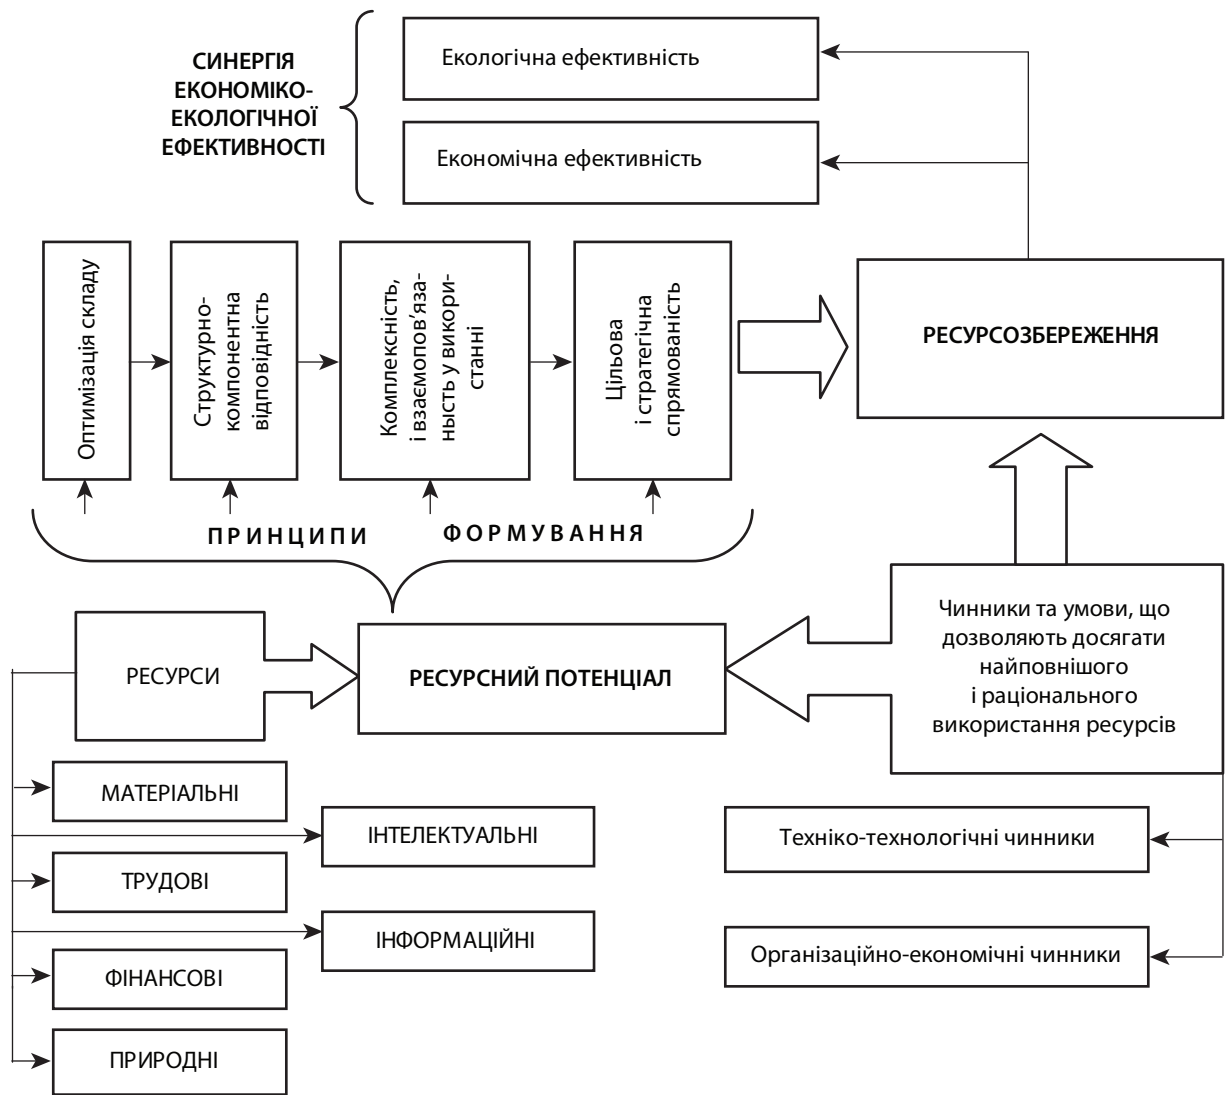 СИНЕРГІЯ
ЕКОНОМІКО-
ЕКОЛОГІЧНОЇ
ЕФЕКТИВНОСТІ
Екологічна ефективність
Економічна ефективність
Оптимізація складу
Структурно-
компонентна
відповідність
Комплексність,
і взаємопов’яза-
нысть у викори-
станні
Цільова
і стратегічна
спрямованість
РЕСУРСОЗБЕРЕЖЕННЯ
ПРИНЦИПИ ФОРМУВАННЯ
РЕСУРСИ
РЕСУРСНИЙ ПОТЕНЦІАЛ
Чинники та умови, що
дозволяють досягати
найповнішого
і раціонального
використання ресурсів
МАТЕРІАЛЬНІ
ІНТЕЛЕКТУАЛЬНІ
ТРУДОВІ
ІНФОРМАЦІЙНІ
ФІНАНСОВІ
ПРИРОДНІ
Техніко-технологічні чинники
Організаційно-економічні чинники